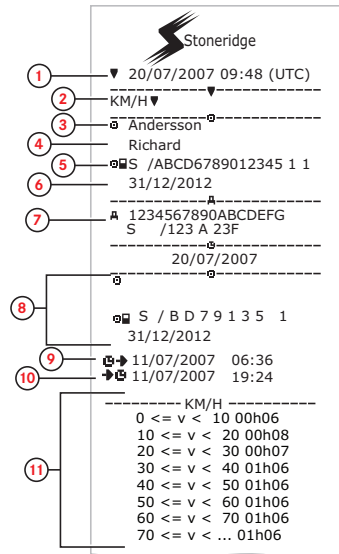 Stoneridge
1 ▼ 20/07/2007 09:48 (UTC)
2 KM/H ▼
3 Andersson
4 Richard
5 S /ABCD6789012345 1 1
6 31/12/2012
7 A 1234567890ABCDEFG
S /123 A 23F
20/07/2007
8
S / B D 7 9 1 3 5 1
31/12/2012
9 11/07/2007 06:36
10 11/07/2007 19:24
KM/H
11
0 <= v < 10 00h06
10 <= v < 20 00h08
20 <= v < 30 00h07
30 <= v < 40 01h06
40 <= v < 50 01h06
50 <= v < 60 01h06
60 <= v < 70 01h06
70 <= v < ... 01h06